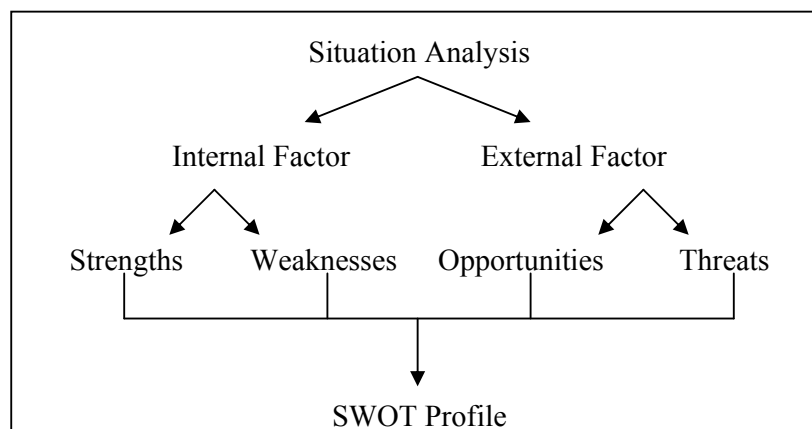 Situation Analysis
Internal Factor External Factor
Strengths Weaknesses Opportunities Threats
SWOT Profile